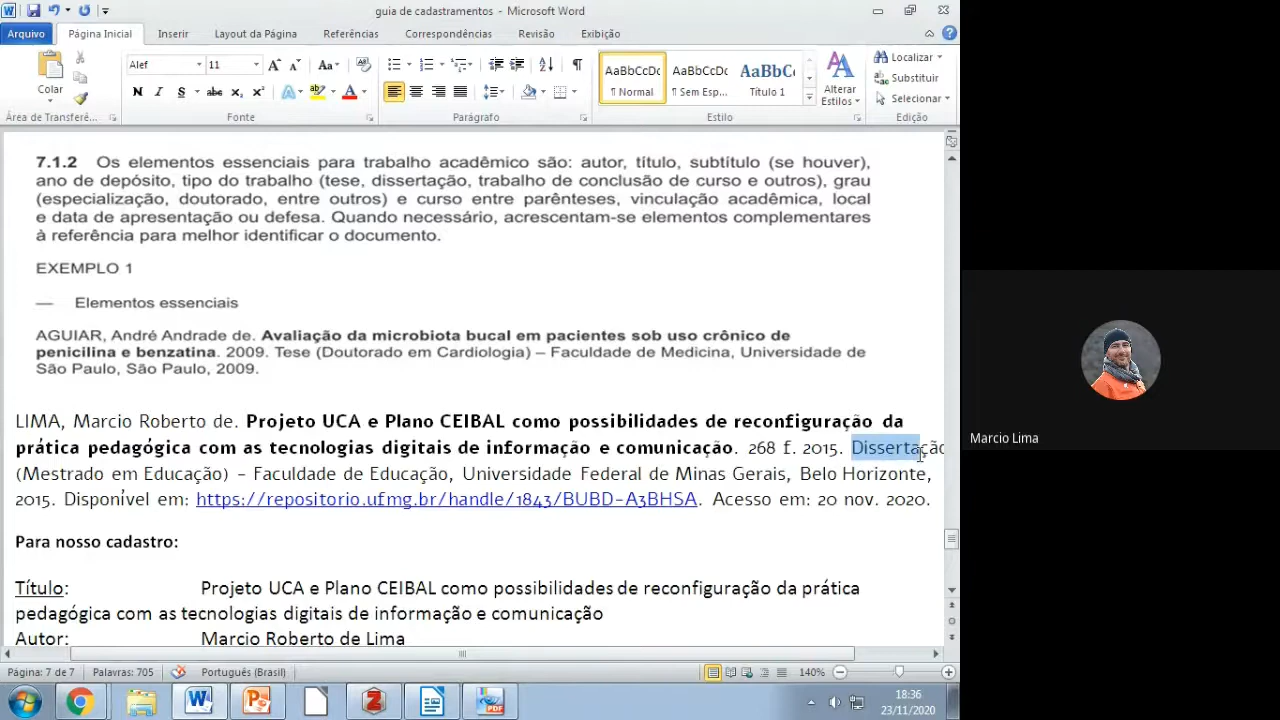 guia de cadastramentos - Microsoft Word
Arquivo Página Inicial Inserir Layout da Página Referências Correspondências Revisão Exibição
Colar
Alef 11
Aa
N I S abc x₂ x² A A
AaBbCcDc AaBbCcDc AaBbC
¶ Normal ¶ Sem Esp... Título 1
Alterar Estilos
Localizar
Substituir
Selecionar
Área de Transferê... Fonte Parágrafo Estilo Edição
7.1.2 Os elementos essenciais para trabalho acadêmico são: autor, título, subtítulo (se houver),
ano de depósito, tipo do trabalho (tese, dissertação, trabalho de conclusão de curso e outros), grau
(especialização, doutorado, entre outros) e curso entre parênteses, vinculação acadêmica, local
e data de apresentação ou defesa. Quando necessário, acrescentam-se elementos complementares
à referência para melhor identificar o documento.
EXEMPLO 1
— Elementos essenciais
AGUIAR, André Andrade de. Avaliação da microbiota bucal em pacientes sob uso crônico de
penicilina e benzatina. 2009. Tese (Doutorado em Cardiologia) – Faculdade de Medicina, Universidade de
São Paulo, São Paulo, 2009.
LIMA, Marcio Roberto de. Projeto UCA e Plano CEIBAL como possibilidades de reconfiguração da
prática pedagógica com as tecnologias digitais de informação e comunicação. 268 f. 2015. Dissertação
(Mestrado em Educação) – Faculdade de Educação, Universidade Federal de Minas Gerais, Belo Horizonte,
2015. Disponível em: https://repositorio.ufmg.br/handle/1843/BUBD-A3BHSA. Acesso em: 20 nov. 2020.
Para nosso cadastro:
Título: Projeto UCA e Plano CEIBAL como possibilidades de reconfiguração da prática
pedagógica com as tecnologias digitais de informação e comunicação
Autor: Marcio Roberto de Lima
Marcio Lima
Página: 7 de 7 Palavras: 705 Português (Brasil) 140%
18:36
23/11/2020